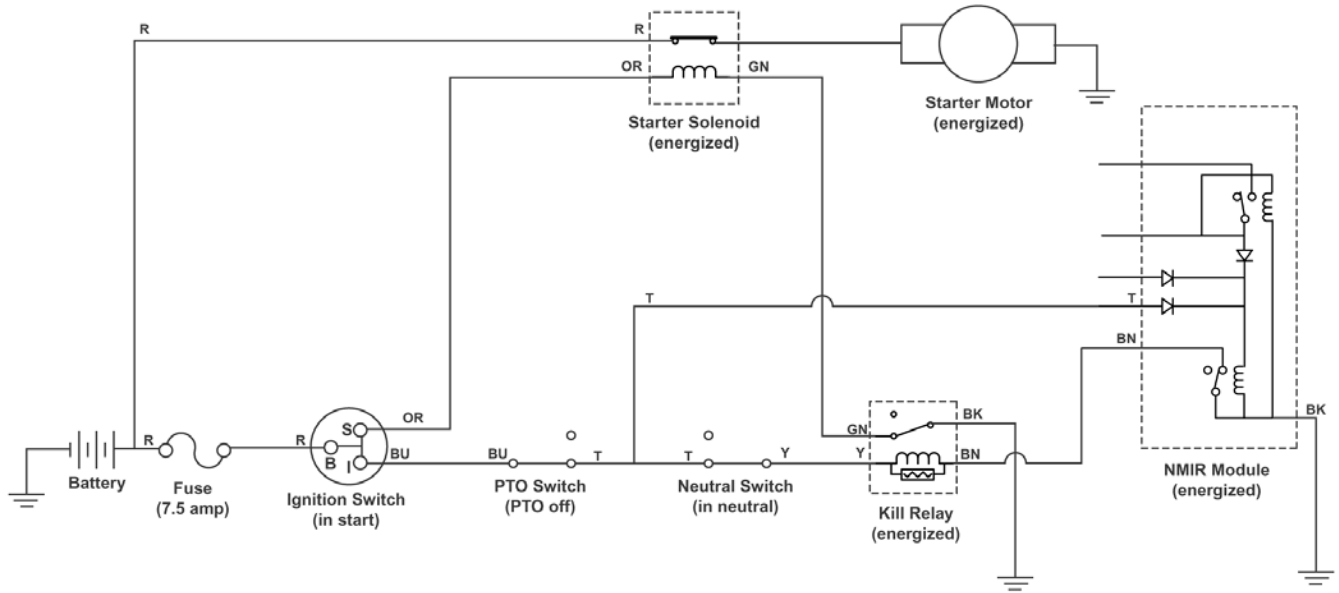 R
R
OR
GN
Starter Solenoid
(energized)
Starter Motor
(energized)
T
T
BN
BK
NMIR Module
(energized)
Battery
R
Fuse
(7.5 amp)
R
B
S
I
OR
BU
Ignition Switch
(in start)
BU
T
PTO Switch
(PTO off)
T
Y
Neutral Switch
(in neutral)
GN
BK
Y
BN
Kill Relay
(energized)